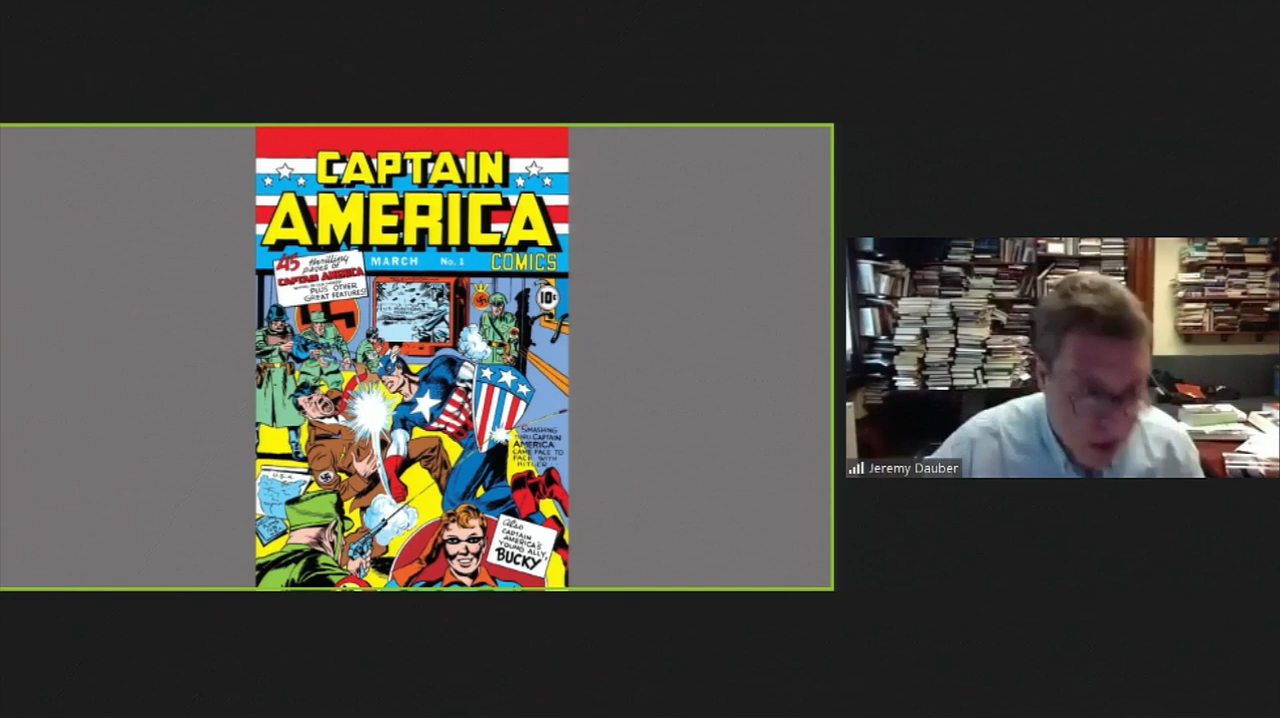 CAPTAIN
AMERICA
MARCH No. 1 COMICS
45 thrilling
pages of
CAPTAIN AMERICA
PLUS OTHER
GREAT FEATURES!
10¢
SMASHING
THRU, CAPTAIN
AMERICA
CAME FACE TO
FACE WITH
HITLER...
U.S.A.
Also
CAPTAIN
AMERICA'S
YOUNG ALLY,
BUCKY
Jeremy Dauber